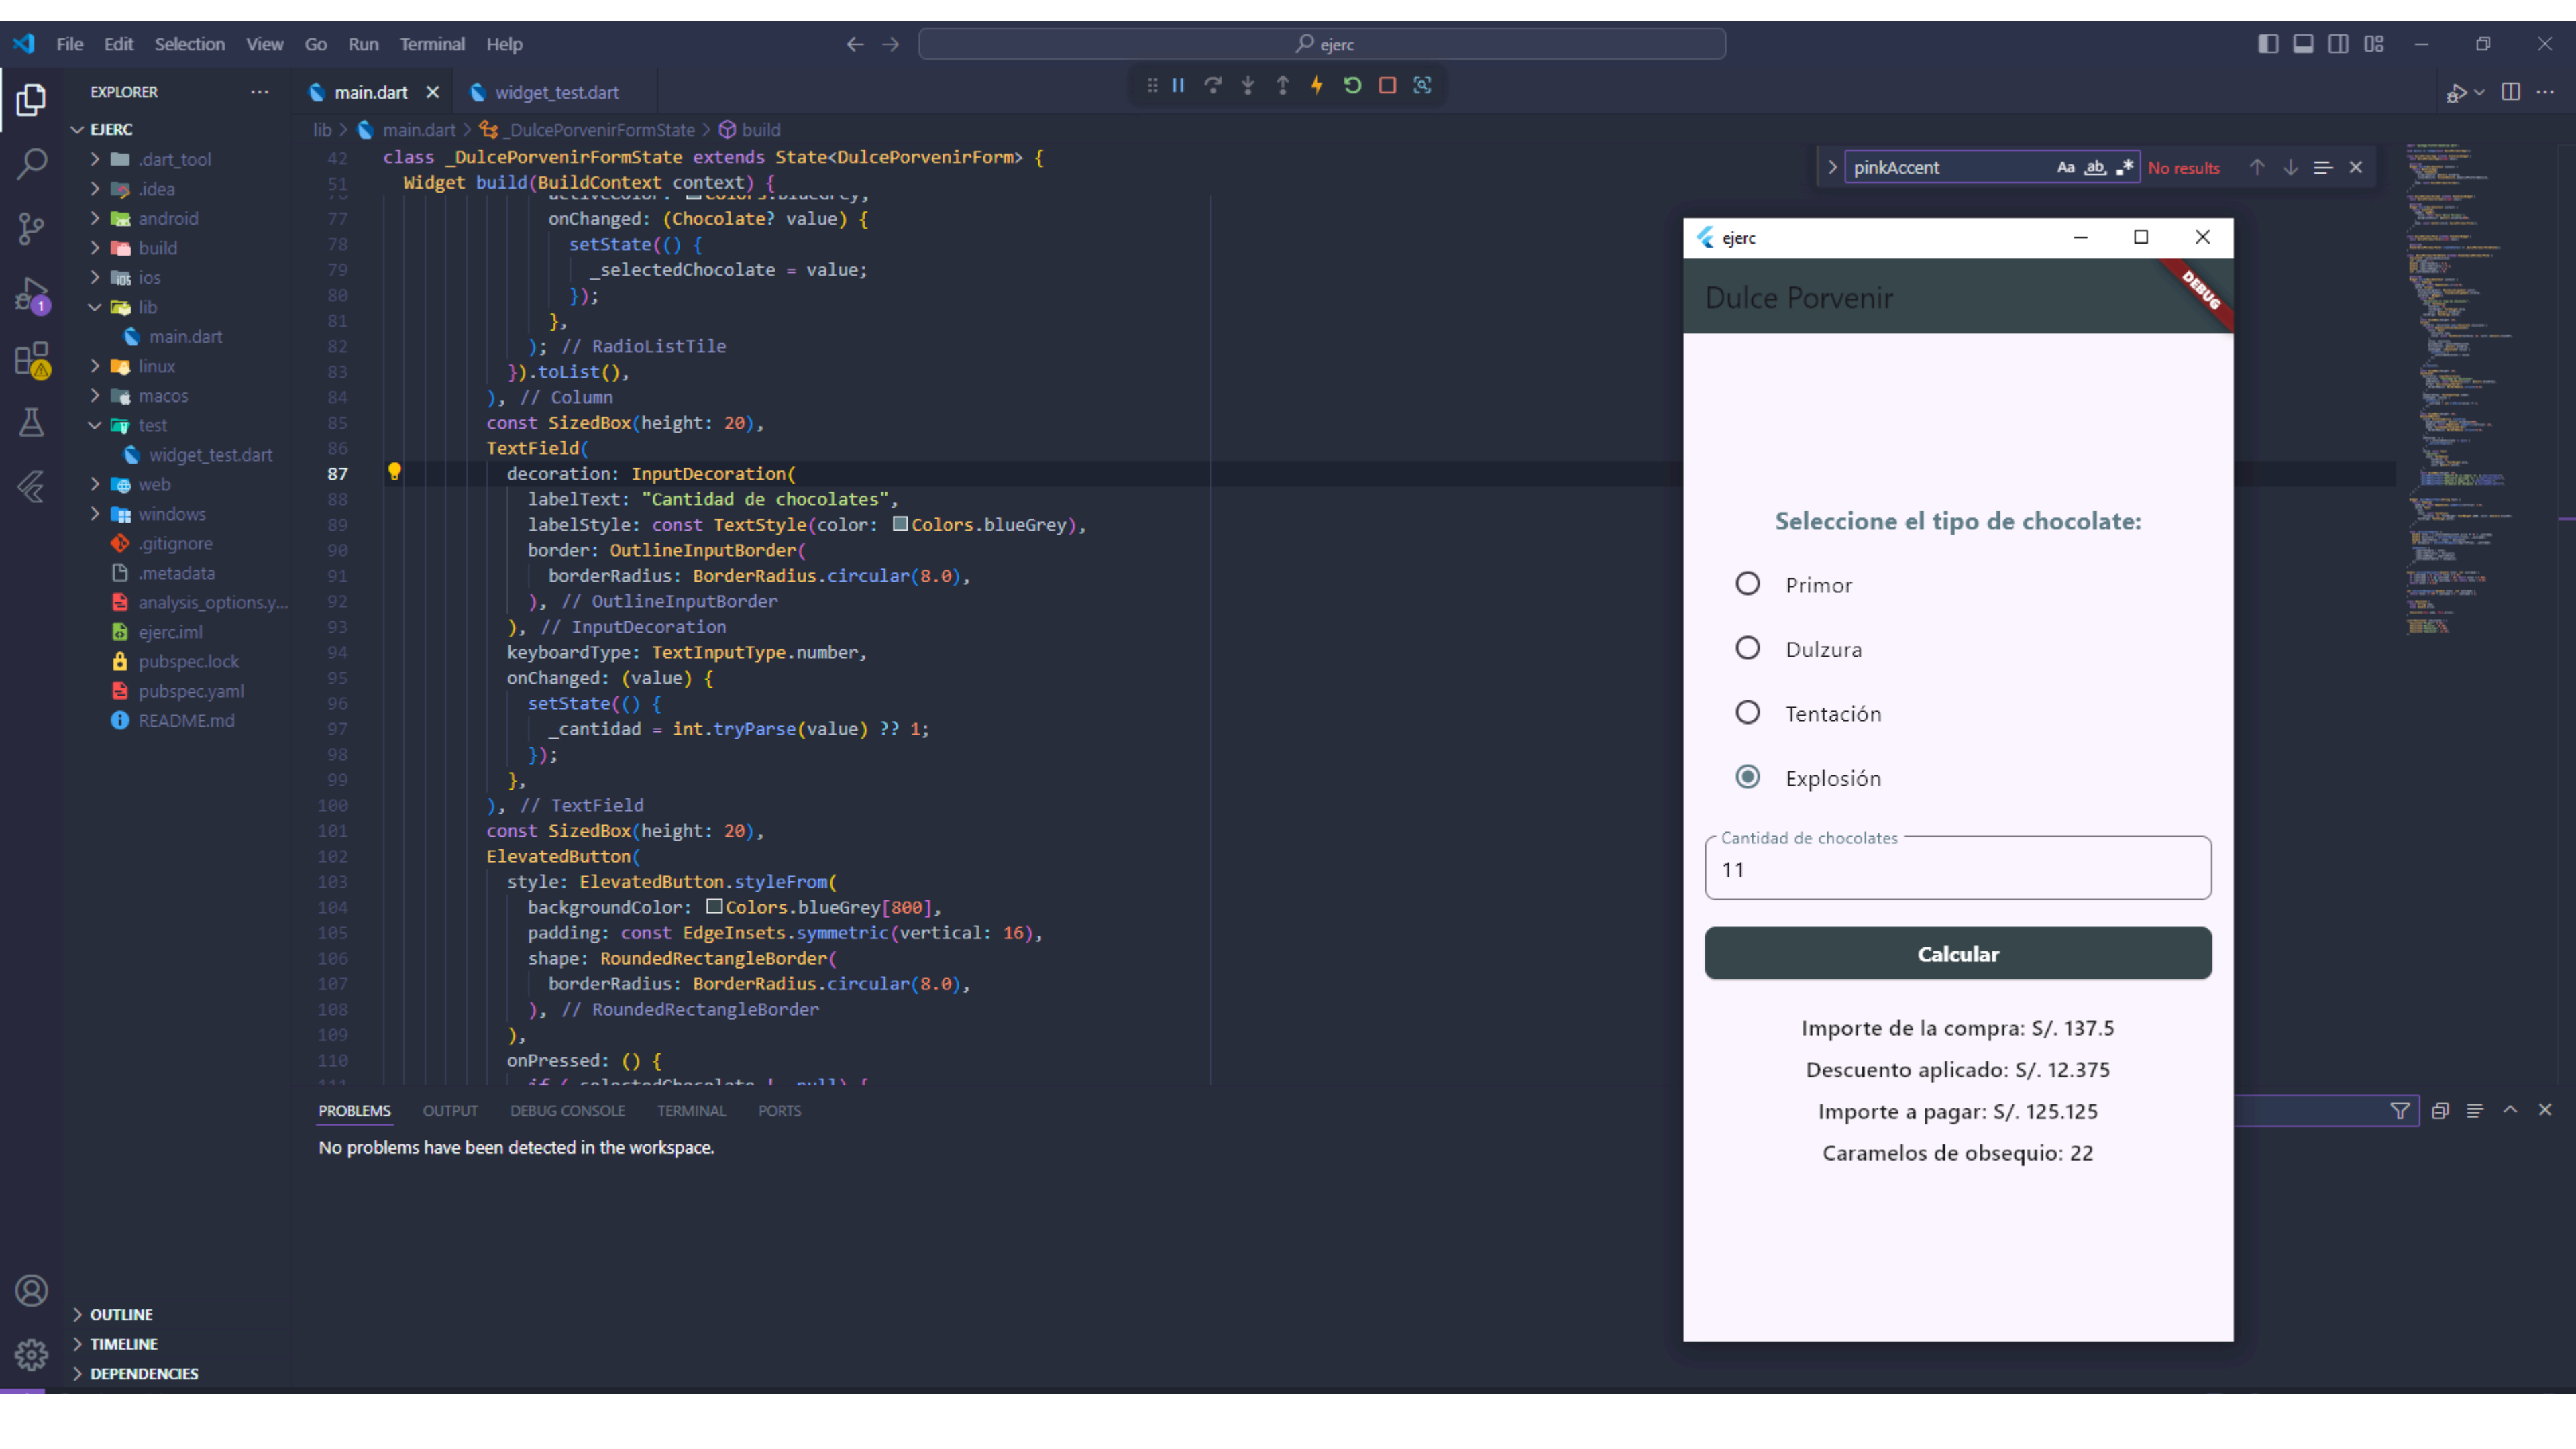 File Edit Selection View Go Run Terminal Help
ejerc
EXPLORER
EJERC
.dart_tool
.idea
android
build
ios
lib
main.dart
linux
macos
test
widget_test.dart
web
windows
.gitignore
.metadata
analysis_options.y...
ejerc.iml
pubspec.lock
pubspec.yaml
README.md
OUTLINE
TIMELINE
DEPENDENCIES
main.dart widget_test.dart
lib > main.dart > _DulcePorvenirFormState > build
42 class _DulcePorvenirFormState extends State<DulcePorvenirForm> {
51 Widget build(BuildContext context) {
77 onChanged: (Chocolate? value) {
78 setState(() {
79 _selectedChocolate = value;
80 });
81 },
82 ); // RadioListTile
83 }).toList(),
84 ), // Column
85 const SizedBox(height: 20),
86 TextField(
87 decoration: InputDecoration(
88 labelText: "Cantidad de chocolates",
89 labelStyle: const TextStyle(color: Colors.blueGrey),
90 border: OutlineInputBorder(
91 borderRadius: BorderRadius.circular(8.0),
92 ), // OutlineInputBorder
93 ), // InputDecoration
94 keyboardType: TextInputType.number,
95 onChanged: (value) {
96 setState(() {
97 _cantidad = int.tryParse(value) ?? 1;
98 });
99 },
100 ), // TextField
101 const SizedBox(height: 20),
102 ElevatedButton(
103 style: ElevatedButton.styleFrom(
104 backgroundColor: Colors.blueGrey[800],
105 padding: const EdgeInsets.symmetric(vertical: 16),
106 shape: RoundedRectangleBorder(
107 borderRadius: BorderRadius.circular(8.0),
108 ), // RoundedRectangleBorder
109 ),
110 onPressed: () {
PROBLEMS OUTPUT DEBUG CONSOLE TERMINAL PORTS
No problems have been detected in the workspace.
pinkAccent Aa ab No results
ejerc
Dulce Porvenir
DEBUG
Seleccione el tipo de chocolate:
Primor
Dulzura
Tentación
Explosión
Cantidad de chocolates
11
Calcular
Importe de la compra: S/. 137.5
Descuento aplicado: S/. 12.375
Importe a pagar: S/. 125.125
Caramelos de obsequio: 22